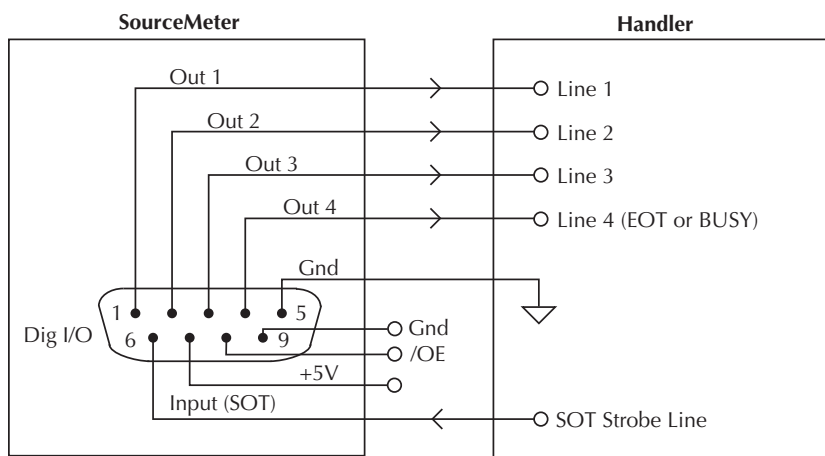 SourceMeter
Handler
Out 1
Line 1
Out 2
Line 2
Out 3
Line 3
Out 4
Line 4 (EOT or BUSY)
Gnd
1
5
Dig I/O
6
9
Gnd
/OE
+5V
Input (SOT)
SOT Strobe Line